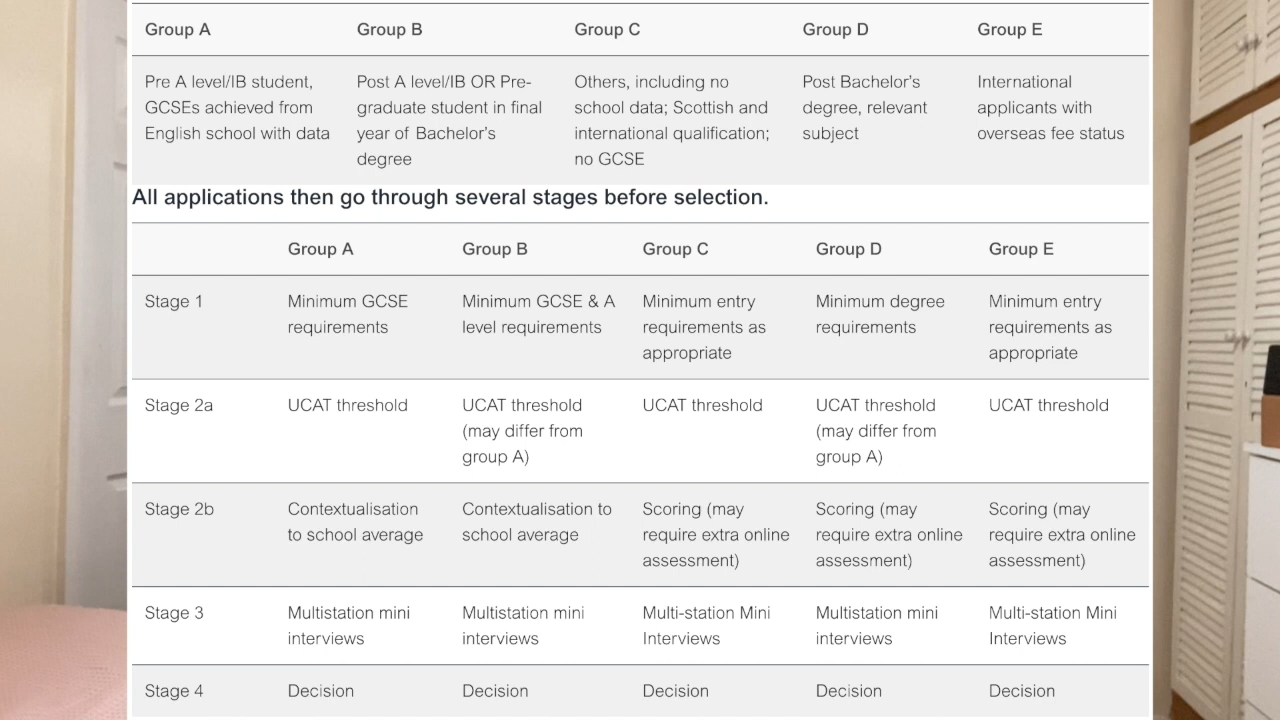 Group A Group B Group C Group D Group E
Pre A level/IB student, Post A level/IB OR Pre- Others, including no Post Bachelor's International
GCSEs achieved from graduate student in final school data; Scottish and degree, relevant applicants with
English school with data year of Bachelor's international qualification; subject overseas fee status
degree no GCSE
All applications then go through several stages before selection.
Group A Group B Group C Group D Group E
Stage 1 Minimum GCSE Minimum GCSE & A Minimum entry Minimum degree Minimum entry
requirements level requirements requirements as requirements requirements as
appropriate appropriate
Stage 2a UCAT threshold UCAT threshold UCAT threshold UCAT threshold UCAT threshold
(may differ from (may differ from
group A) group A)
Stage 2b Contextualisation Contextualisation to Scoring (may Scoring (may Scoring (may
to school average school average require extra online require extra online require extra online
assessment) assessment) assessment)
Stage 3 Multistation mini Multistation mini Multi-station Mini Multistation mini Multi-station Mini
interviews interviews Interviews interviews Interviews
Stage 4 Decision Decision Decision Decision Decision